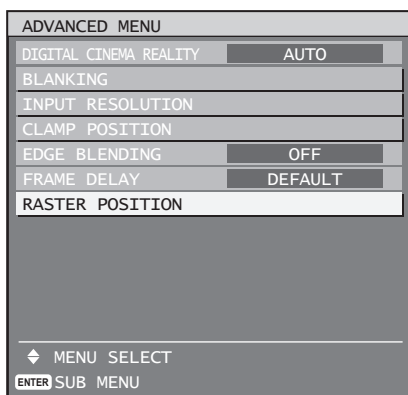 ADVANCED MENU
DIGITAL CINEMA REALITY AUTO
BLANKING
INPUT RESOLUTION
CLAMP POSITION
EDGE BLENDING OFF
FRAME DELAY DEFAULT
RASTER POSITION
MENU SELECT
ENTER SUB MENU